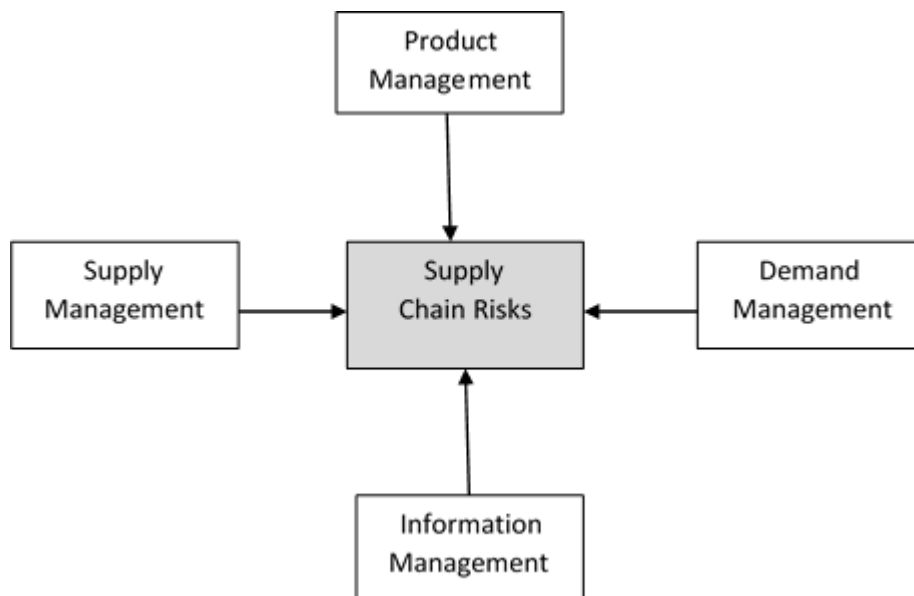 Product
Management
Supply
Management
Supply
Chain Risks
Demand
Management
Information
Management